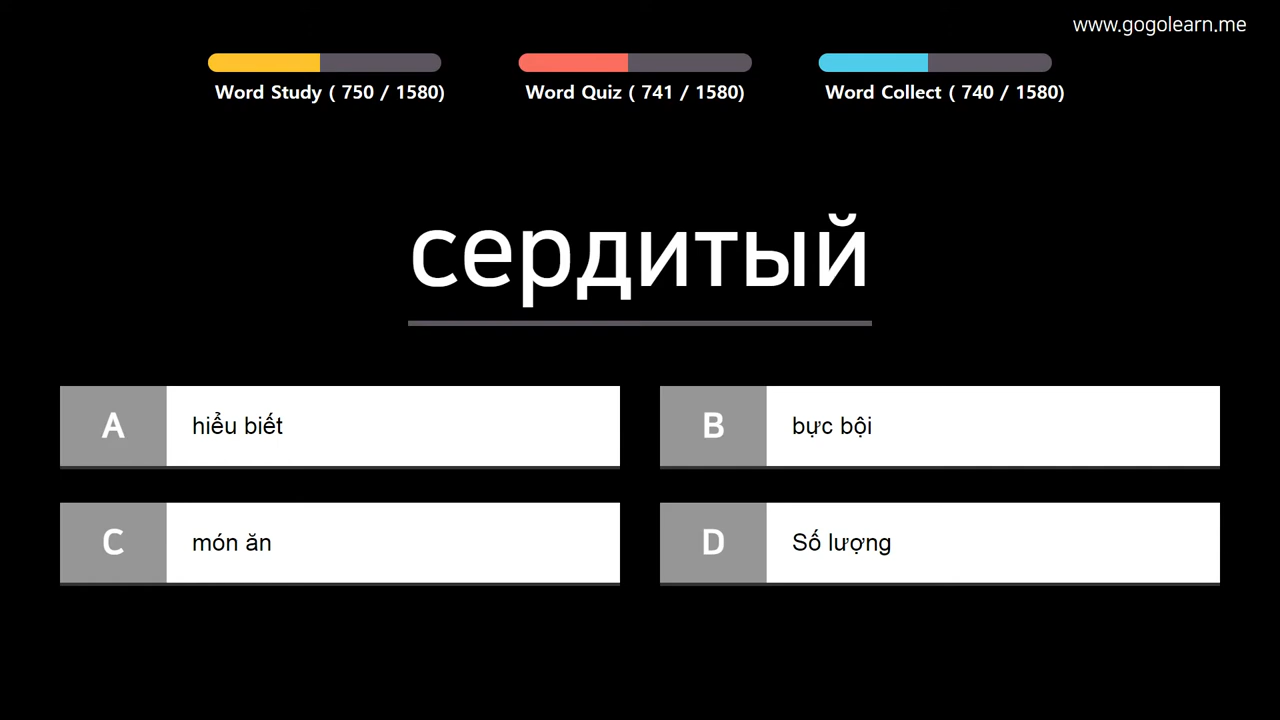 www.gogolearn.me
Word Study ( 750 / 1580)
Word Quiz ( 741 / 1580)
Word Collect ( 740 / 1580)
сердитый
A hiểu biết
B bực bội
C món ăn
D Số lượng